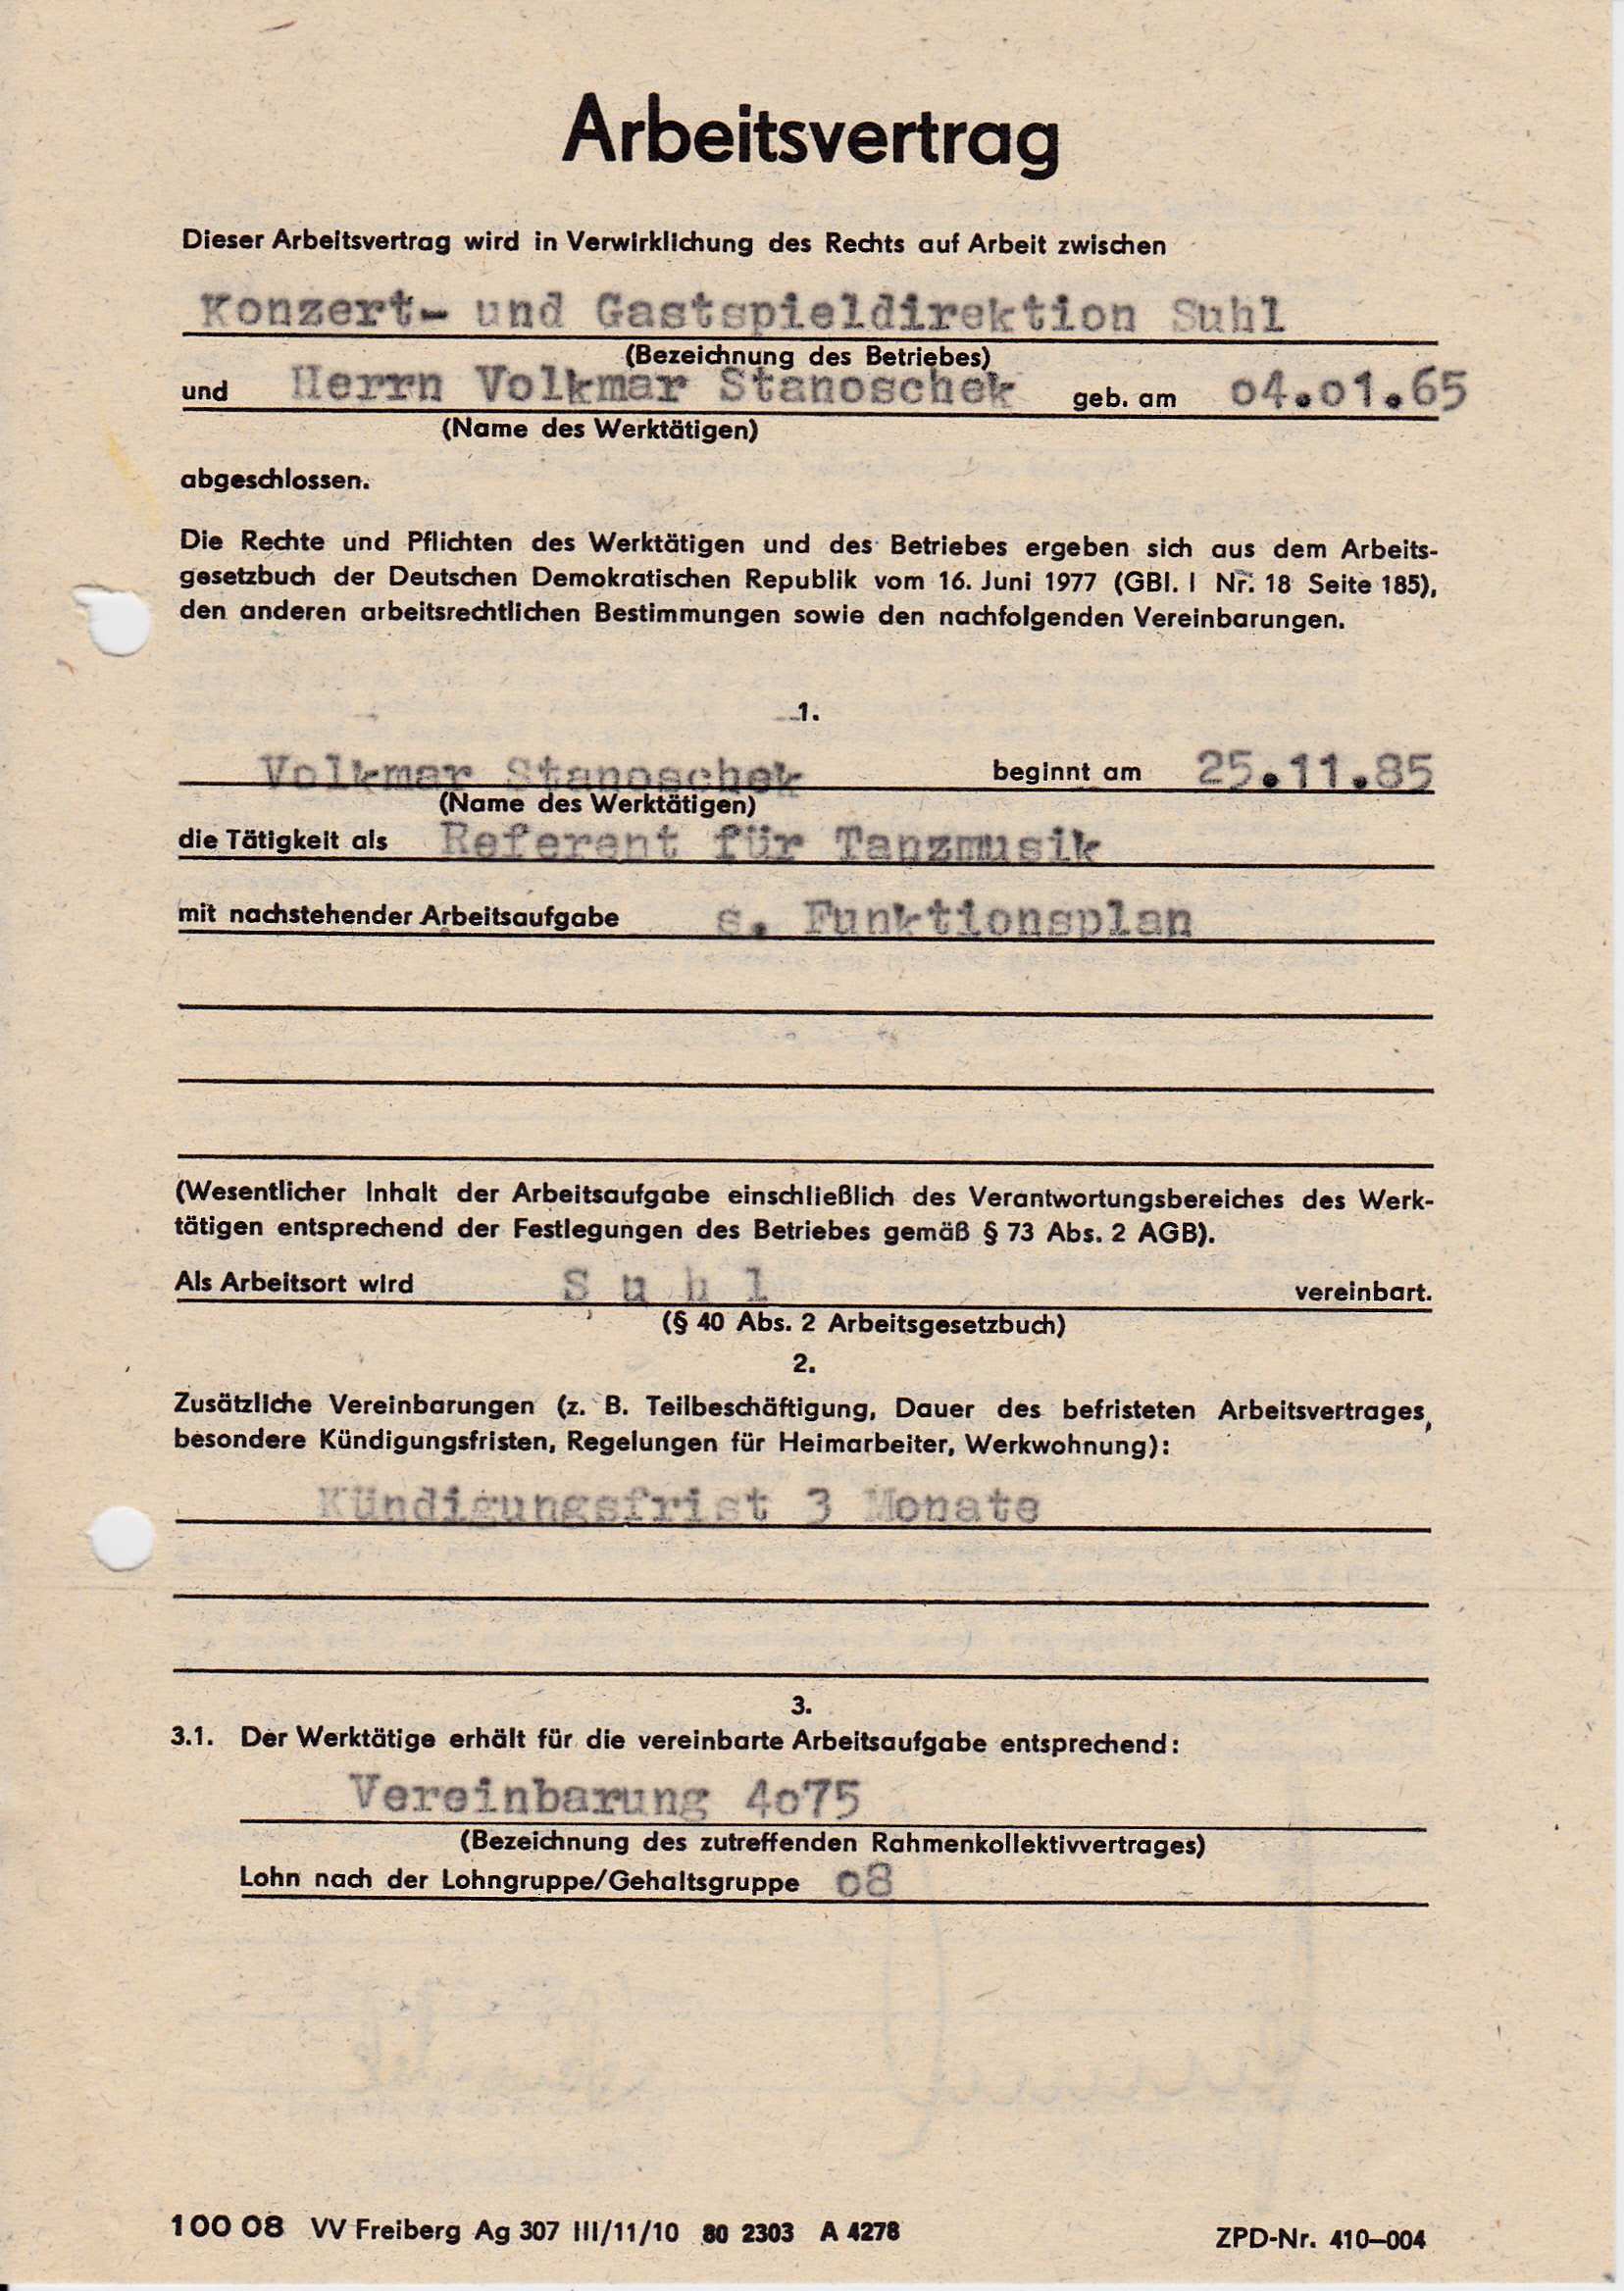 Arbeitsvertrag
Dieser Arbeitsvertrag wird in Verwirklichung des Rechts auf Arbeit zwischen
Konzert- und Gastspieldirektion Suhl
(Bezeichnung des Betriebes)
und Herrn Volkmar Stanoschek geb. am o4.o1.65
(Name des Werktätigen)
abgeschlossen.
Die Rechte und Pflichten des Werktätigen und des Betriebes ergeben sich aus dem Arbeits-
gesetzbuch der Deutschen Demokratischen Republik vom 16. Juni 1977 (GBl. I Nr. 18 Seite 185),
den anderen arbeitsrechtlichen Bestimmungen sowie den nachfolgenden Vereinbarungen.
1.
Volkmar Stanoschek beginnt am 25.11.85
(Name des Werktätigen)
die Tätigkeit als Referent für Tanzmusik
mit nachstehender Arbeitsaufgabe s. Funktionsplan
(Wesentlicher Inhalt der Arbeitsaufgabe einschließlich des Verantwortungsbereiches des Werk-
tätigen entsprechend der Festlegungen des Betriebes gemäß § 73 Abs. 2 AGB).
Als Arbeitsort wird S u h l vereinbart.
(§ 40 Abs. 2 Arbeitsgesetzbuch)
2.
Zusätzliche Vereinbarungen (z. B. Teilbeschäftigung, Dauer des befristeten Arbeitsvertrages,
besondere Kündigungsfristen, Regelungen für Heimarbeiter, Werkwohnung):
Kündigungsfrist 3 Monate
3.
3.1. Der Werktätige erhält für die vereinbarte Arbeitsaufgabe entsprechend:
Vereinbarung 4o75
(Bezeichnung des zutreffenden Rahmenkollektivvertrages)
Lohn nach der Lohngruppe/Gehaltsgruppe o8
100 08 VV Freiberg Ag 307 III/11/10 80 2303 A 4278 ZPD-Nr. 410–004